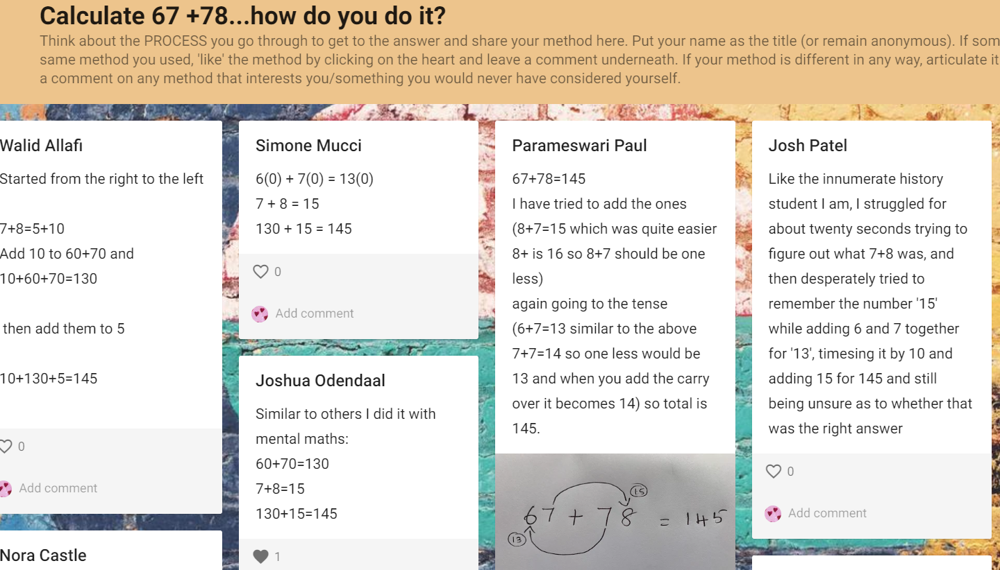 Calculate 67 +78...how do you do it?
Think about the PROCESS you go through to get to the answer and share your method here. Put your name as the title (or remain anonymous). If som
same method you used, 'like' the method by clicking on the heart and leave a comment underneath. If your method is different in any way, articulate it
a comment on any method that interests you/something you would never have considered yourself.
Walid Allafi
Started from the right to the left
7+8=5+10
Add 10 to 60+70 and
10+60+70=130
then add them to 5
10+130+5=145
0
Add comment
Nora Castle
Simone Mucci
6(0) + 7(0) = 13(0)
7 + 8 = 15
130 + 15 = 145
0
Add comment
Joshua Odendaal
Similar to others I did it with
mental maths:
60+70=130
7+8=15
130+15=145
1
Parameswari Paul
67+78=145
I have tried to add the ones
(8+7=15 which was quite easier
8+ is 16 so 8+7 should be one
less)
again going to the tense
(6+7=13 similar to the above
7+7=14 so one less would be
13 and when you add the carry
over it becomes 14) so total is
145.
15
67 + 78 = 145
13
Josh Patel
Like the innumerate history
student I am, I struggled for
about twenty seconds trying to
figure out what 7+8 was, and
then desperately tried to
remember the number '15'
while adding 6 and 7 together
for '13', timesing it by 10 and
adding 15 for 145 and still
being unsure as to whether that
was the right answer
0
Add comment